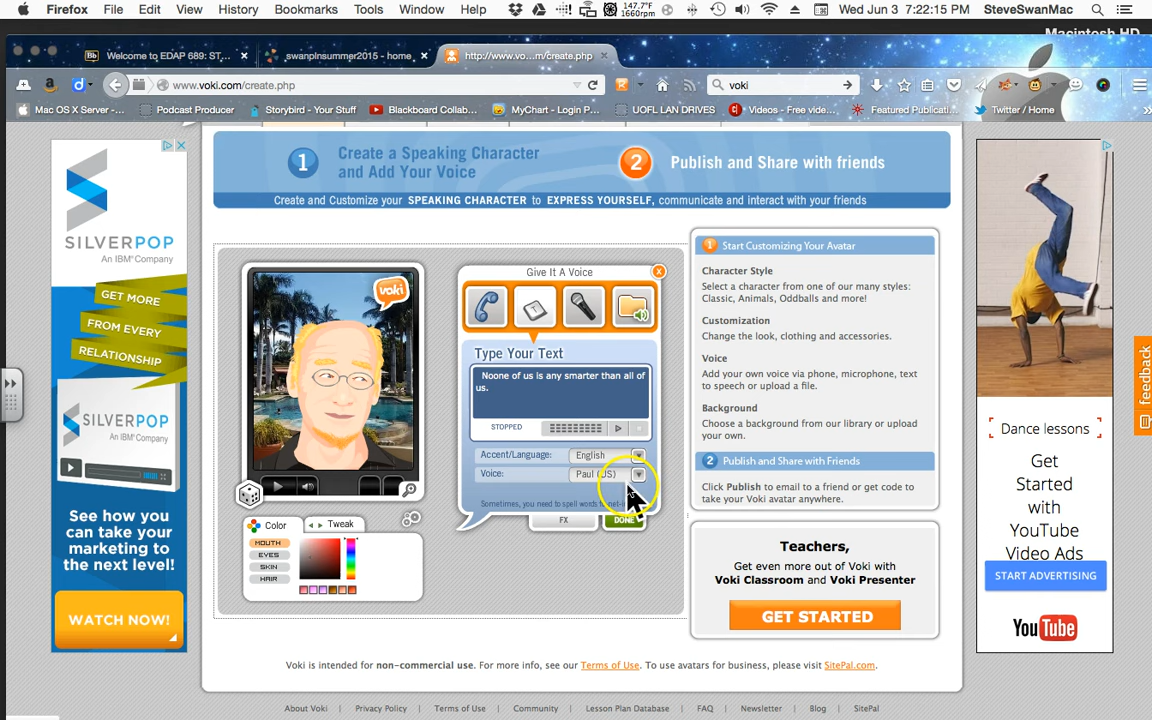 Firefox File Edit View History Bookmarks Tools Window Help 147.7°F 1660rpm Wed Jun 3 7:22:15 PM SteveSwanMac
Macintosh HD
Bb Welcome to EDAP 689: ST... × swanplnsummer2015 - home × http://www.vo...m/create.php ×
www.voki.com/create.php voki
Mac OS X Server -... Podcast Producer Storybird - Your Stuff Blackboard Collab... MyChart - Login P... UOFL LAN DRIVES Videos - Free vide... Featured Publicati... Twitter / Home
1 Create a Speaking Character
and Add Your Voice
2 Publish and Share with friends
Create and Customize your SPEAKING CHARACTER to EXPRESS YOURSELF, communicate and interact with your friends
SILVERPOP
An IBM Company
GET MORE
FROM EVERY
RELATIONSHIP
SILVERPOP
An IBM Company
See how you
can take your
marketing to
the next level!
WATCH NOW!
voki
Color
Tweak
MOUTH
EYES
SKIN
HAIR
Give It A Voice
x
Type Your Text
Noone of us is any smarter than all of
us.
STOPPED
Accent/Language: English
Voice: Paul (US)
Sometimes, you need to spell words
FX DONE
1 Start Customizing Your Avatar
Character Style
Select a character from one of our many styles:
Classic, Animals, Oddballs and more!
Customization
Change the look, clothing and accessories.
Voice
Add your own voice via phone, microphone, text
to speech or upload a file.
Background
Choose a background from our library or upload
your own.
2 Publish and Share with Friends
Click Publish to email to a friend or get code to
take your Voki avatar anywhere.
Teachers,
Get even more out of Voki with
Voki Classroom and Voki Presenter
GET STARTED
Dance lessons
Get
Started
with
YouTube
Video Ads
START ADVERTISING
YouTube
feedback
Voki is intended for non-commercial use. For more info, see our Terms of Use. To use avatars for business, please visit SitePal.com.
About Voki Privacy Policy Terms of Use Community Lesson Plan Database FAQ Newsletter Blog SitePal